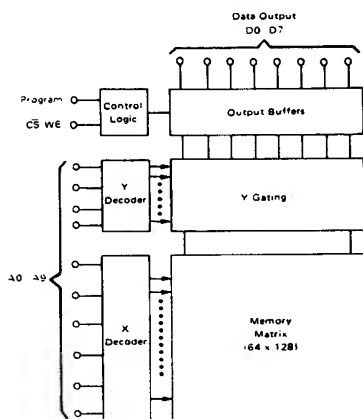 Data Output
D0 D7
Program
CS WE
Control
Logic
Output Buffers
Y
Decoder
Y Gating
A0 A9
X
Decoder
Memory
Matrix
(64 x 128)